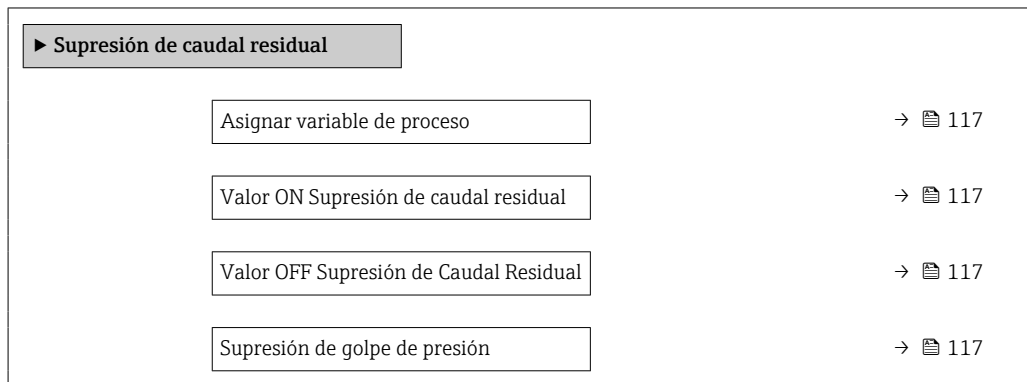 ▶ Supresión de caudal residual
Asignar variable de proceso → 117
Valor ON Supresión de caudal residual → 117
Valor OFF Supresión de Caudal Residual → 117
Supresión de golpe de presión → 117